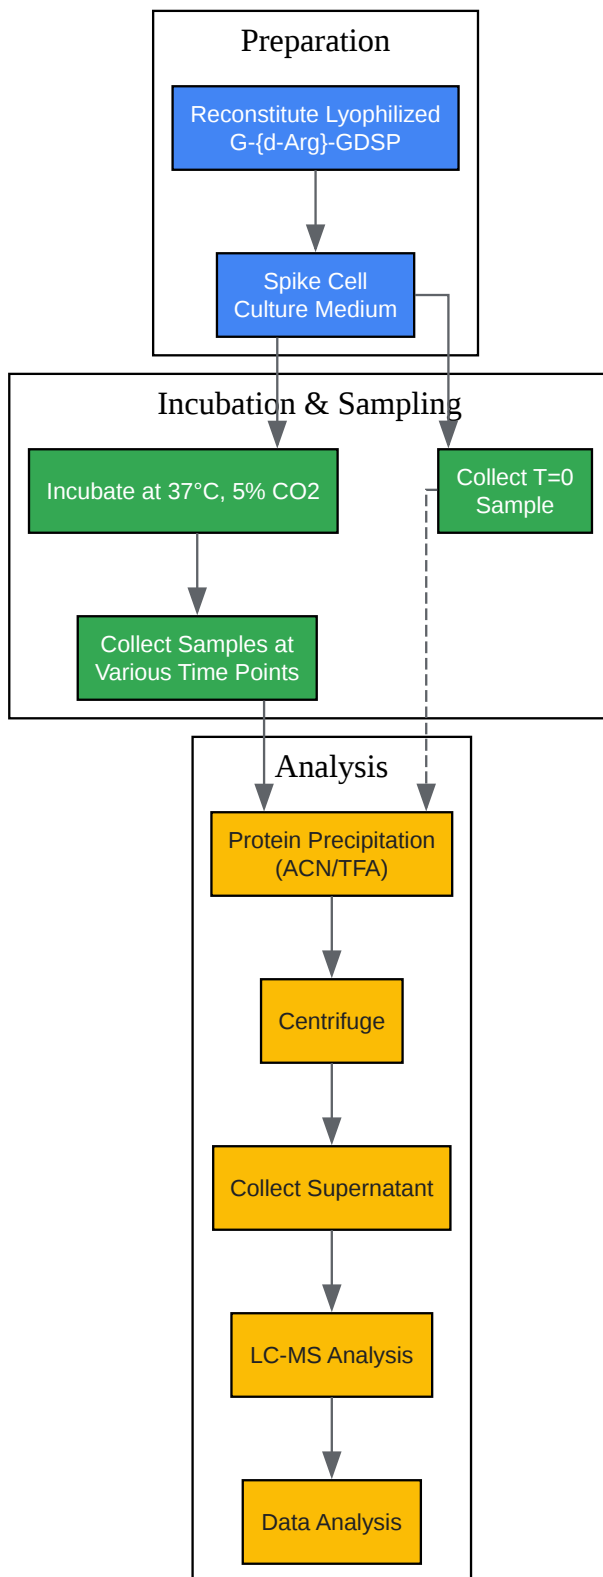 Preparation
Reconstitute Lyophilized
G-{d-Arg}-GDSP
Spike Cell
Culture Medium
Incubation & Sampling
Incubate at 37°C, 5% CO2
Collect T=0
Sample
Collect Samples at
Various Time Points
Analysis
Protein Precipitation
(ACN/TFA)
Centrifuge
Collect Supernatant
LC-MS Analysis
Data Analysis